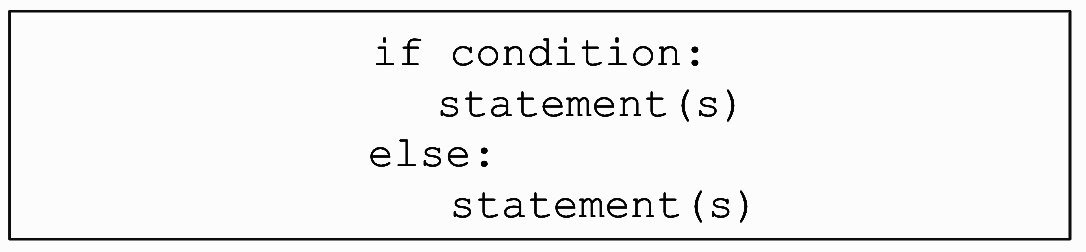 if condition:
statement(s)
else:
statement(s)